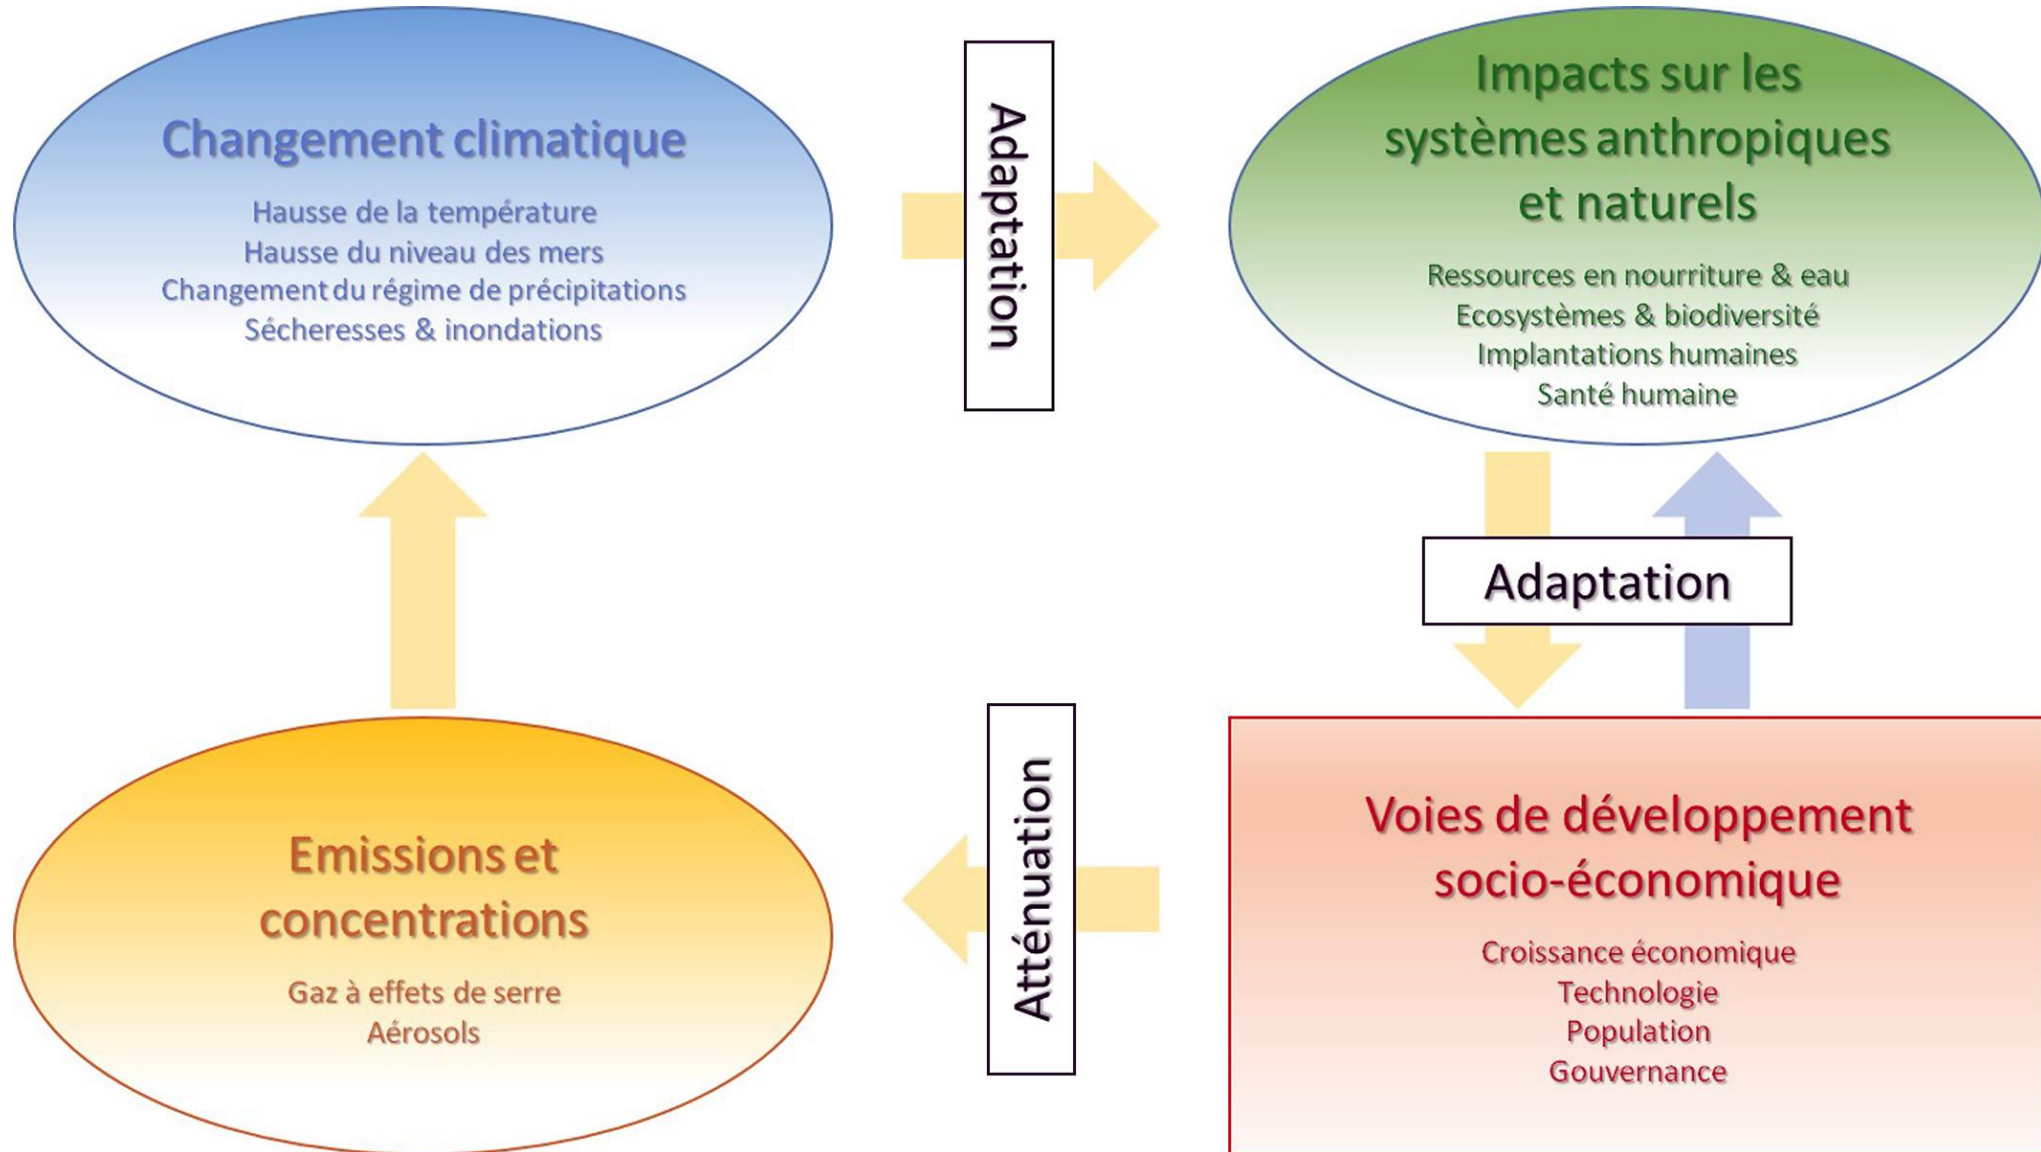 Changement climatique
Hausse de la température
Hausse du niveau des mers
Changement du régime de précipitations
Sécheresses & inondations
Adaptation
Impacts sur les
systèmes anthropiques
et naturels
Ressources en nourriture & eau
Ecosystèmes & biodiversité
Implantations humaines
Santé humaine
Adaptation
Emissions et
concentrations
Gaz à effets de serre
Aérosols
Atténuation
Voies de développement
socio-économique
Croissance économique
Technologie
Population
Gouvernance